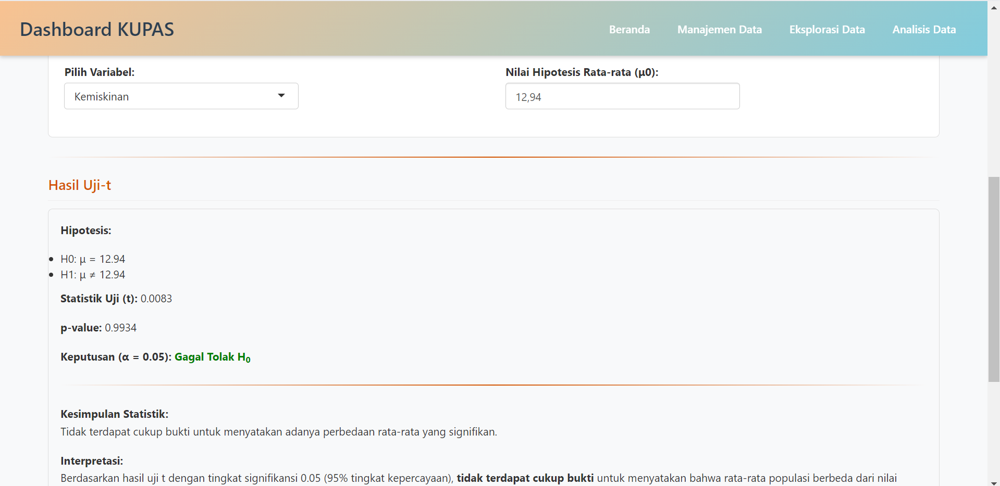 Dashboard KUPAS
Beranda Manajemen Data Eksplorasi Data Analisis Data
Pilih Variabel:
Kemiskinan
Nilai Hipotesis Rata-rata (µ0):
12,94
Hasil Uji-t
Hipotesis:
• H0: µ = 12.94
• H1: µ ≠ 12.94
Statistik Uji (t): 0.0083
p-value: 0.9934
Keputusan (α = 0.05): Gagal Tolak H₀
Kesimpulan Statistik:
Tidak terdapat cukup bukti untuk menyatakan adanya perbedaan rata-rata yang signifikan.
Interpretasi:
Berdasarkan hasil uji t dengan tingkat signifikansi 0.05 (95% tingkat kepercayaan), tidak terdapat cukup bukti untuk menyatakan bahwa rata-rata populasi berbeda dari nilai